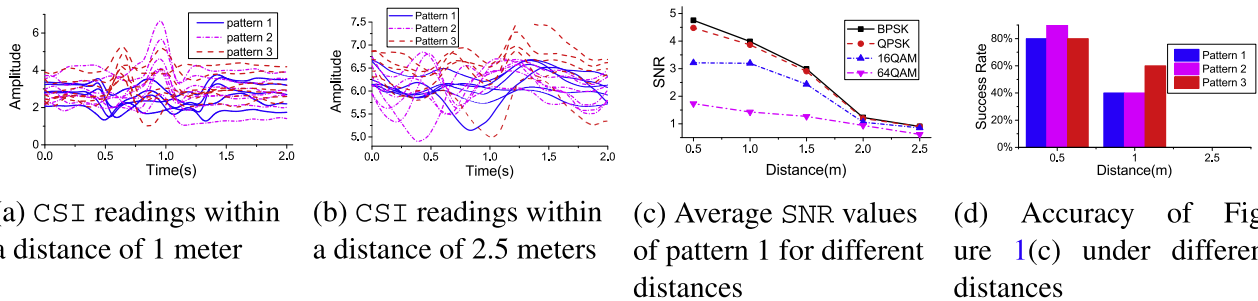 pattern 1
pattern 2
pattern 3
Amplitude
6
4
2
0
0.0 0.5 1.0 1.5 2.0
Time(s)
Pattern 1
Pattern 2
Pattern 3
Amplitude
7.5
7.0
6.5
6.0
5.5
5.0
0.0 0.5 1.0 1.5 2.0
Time(s)
BPSK
QPSK
16QAM
64QAM
SNR
5
4
3
2
1
0.5 1.0 1.5 2.0 2.5
Distance(m)
Pattern 1
Pattern 2
Pattern 3
Success Rate
80%
60%
40%
20%
0%
0.5 1 2.5
Distance(m)
(a) CSI readings within
a distance of 1 meter
(b) CSI readings within
a distance of 2.5 meters
(c) Average SNR values
of pattern 1 for different
distances
(d) Accuracy of Fig
ure 1(c) under differe
distances